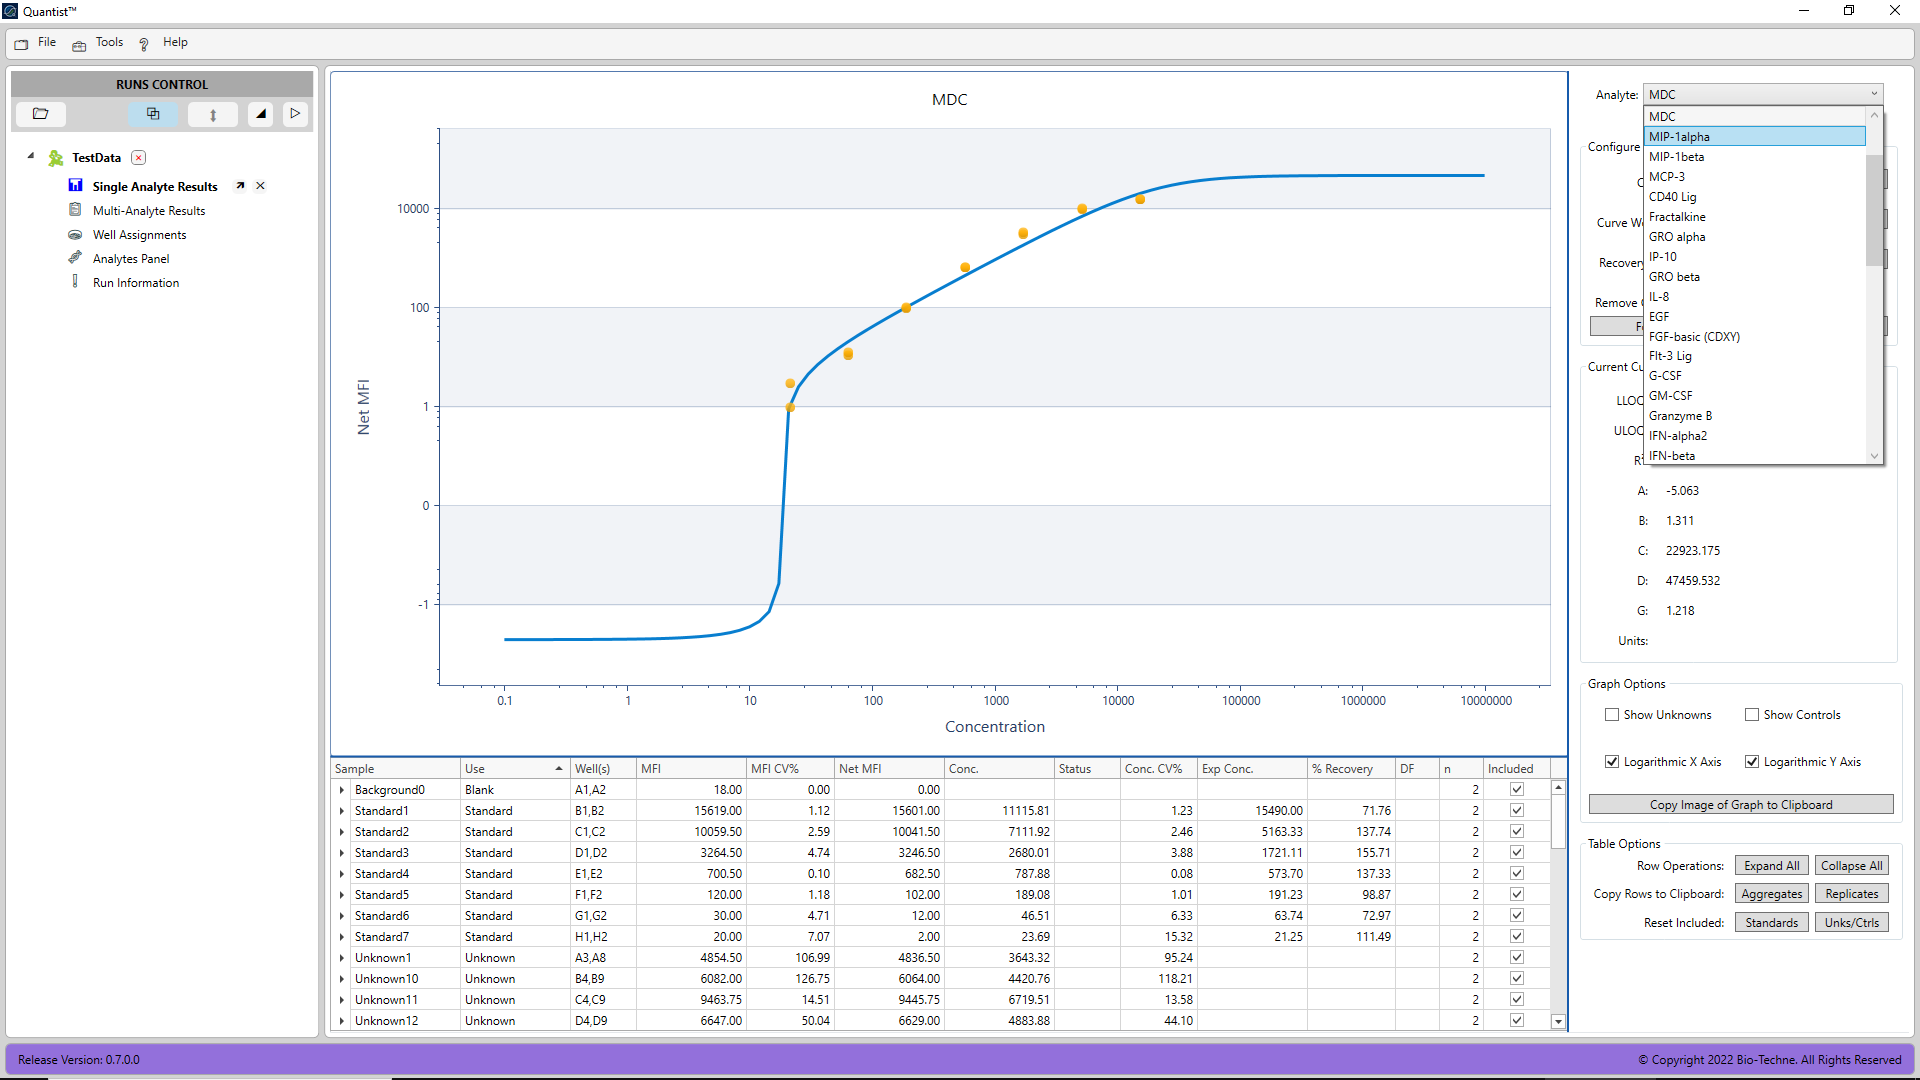 Quantist™
File Tools Help
RUNS CONTROL
TestData
Single Analyte Results
Multi-Analyte Results
Well Assignments
Analytes Panel
Run Information
MDC
10000
100
1
0
-1
Net MFI
0.1 1 10 100 1000 10000 100000 1000000 10000000
Concentration
Sample Use Well(s) MFI MFI CV% Net MFI Conc. Status Conc. CV% Exp Conc. % Recovery DF n Included
Background0 Blank A1,A2 18.00 0.00 0.00 2
Standard1 Standard B1,B2 15619.00 1.12 15601.00 11115.81 1.23 15490.00 71.76 2
Standard2 Standard C1,C2 10059.50 2.59 10041.50 7111.92 2.46 5163.33 137.74 2
Standard3 Standard D1,D2 3264.50 4.74 3246.50 2680.01 3.88 1721.11 155.71 2
Standard4 Standard E1,E2 700.50 0.10 682.50 787.88 0.08 573.70 137.33 2
Standard5 Standard F1,F2 120.00 1.18 102.00 189.08 1.01 191.23 98.87 2
Standard6 Standard G1,G2 30.00 4.71 12.00 46.51 6.33 63.74 72.97 2
Standard7 Standard H1,H2 20.00 7.07 2.00 23.69 15.32 21.25 111.49 2
Unknown1 Unknown A3,A8 4854.50 106.99 4836.50 3643.32 95.24 2
Unknown10 Unknown B4,B9 6082.00 126.75 6064.00 4420.76 118.21 2
Unknown11 Unknown C4,C9 9463.75 14.51 9445.75 6719.51 13.58 2
Unknown12 Unknown D4,D9 6647.00 50.04 6629.00 4883.88 44.10 2
Analyte: MDC
MDC
MIP-1alpha
MIP-1beta
MCP-3
CD40 Lig
Fractalkine
GRO alpha
IP-10
GRO beta
IL-8
EGF
FGF-basic (CDXY)
Flt-3 Lig
G-CSF
GM-CSF
Granzyme B
IFN-alpha2
IFN-beta
Configure
Curve
Recovery
Remove
Current
A: -5.063
B: 1.311
C: 22923.175
D: 47459.532
G: 1.218
Units:
Graph Options
Show Unknowns Show Controls
Logarithmic X Axis Logarithmic Y Axis
Copy Image of Graph to Clipboard
Table Options
Row Operations: Expand All Collapse All
Copy Rows to Clipboard: Aggregates Replicates
Reset Included: Standards Unks/Ctrls
Release Version: 0.7.0.0
© Copyright 2022 Bio-Techne. All Rights Reserved